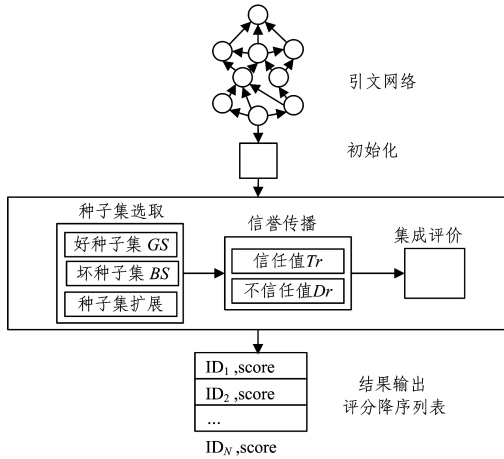 引文网络
初始化
种子集选取
好种子集 GS
坏种子集 BS
种子集扩展
信誉传播
信任值Tr
不信任值Dr
集成评价
ID₁ ,score
ID₂ ,score
...
ID_N ,score
结果输出
评分降序列表